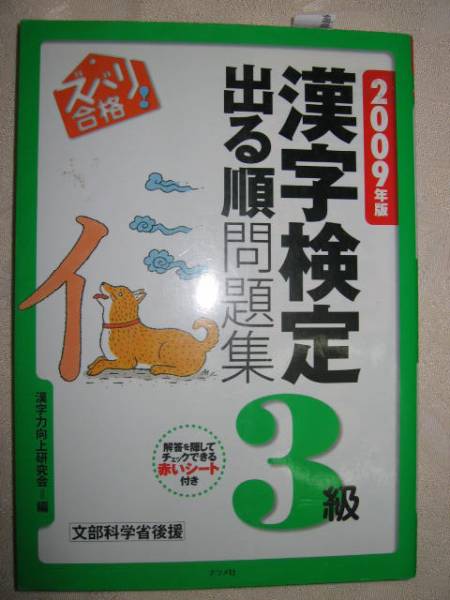 2009年版
漢字検定
出る順問題集
3級
ズバリ!
合格
解答を隠して
チェックできる
赤いシート
付き
漢字力向上研究会=編
文部科学省後援
ナツメ社